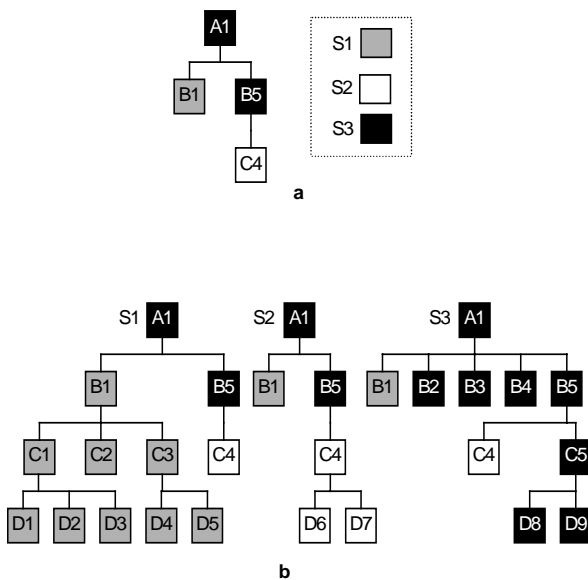 A1
S1
B1 B5
S2
S3
C4
a
S1 A1 S2 A1 S3 A1
B1 B5 B1 B5 B1 B2 B3 B4 B5
C1 C2 C3 C4 C4 C4 C5
D1 D2 D3 D4 D5 D6 D7 D8 D9
b